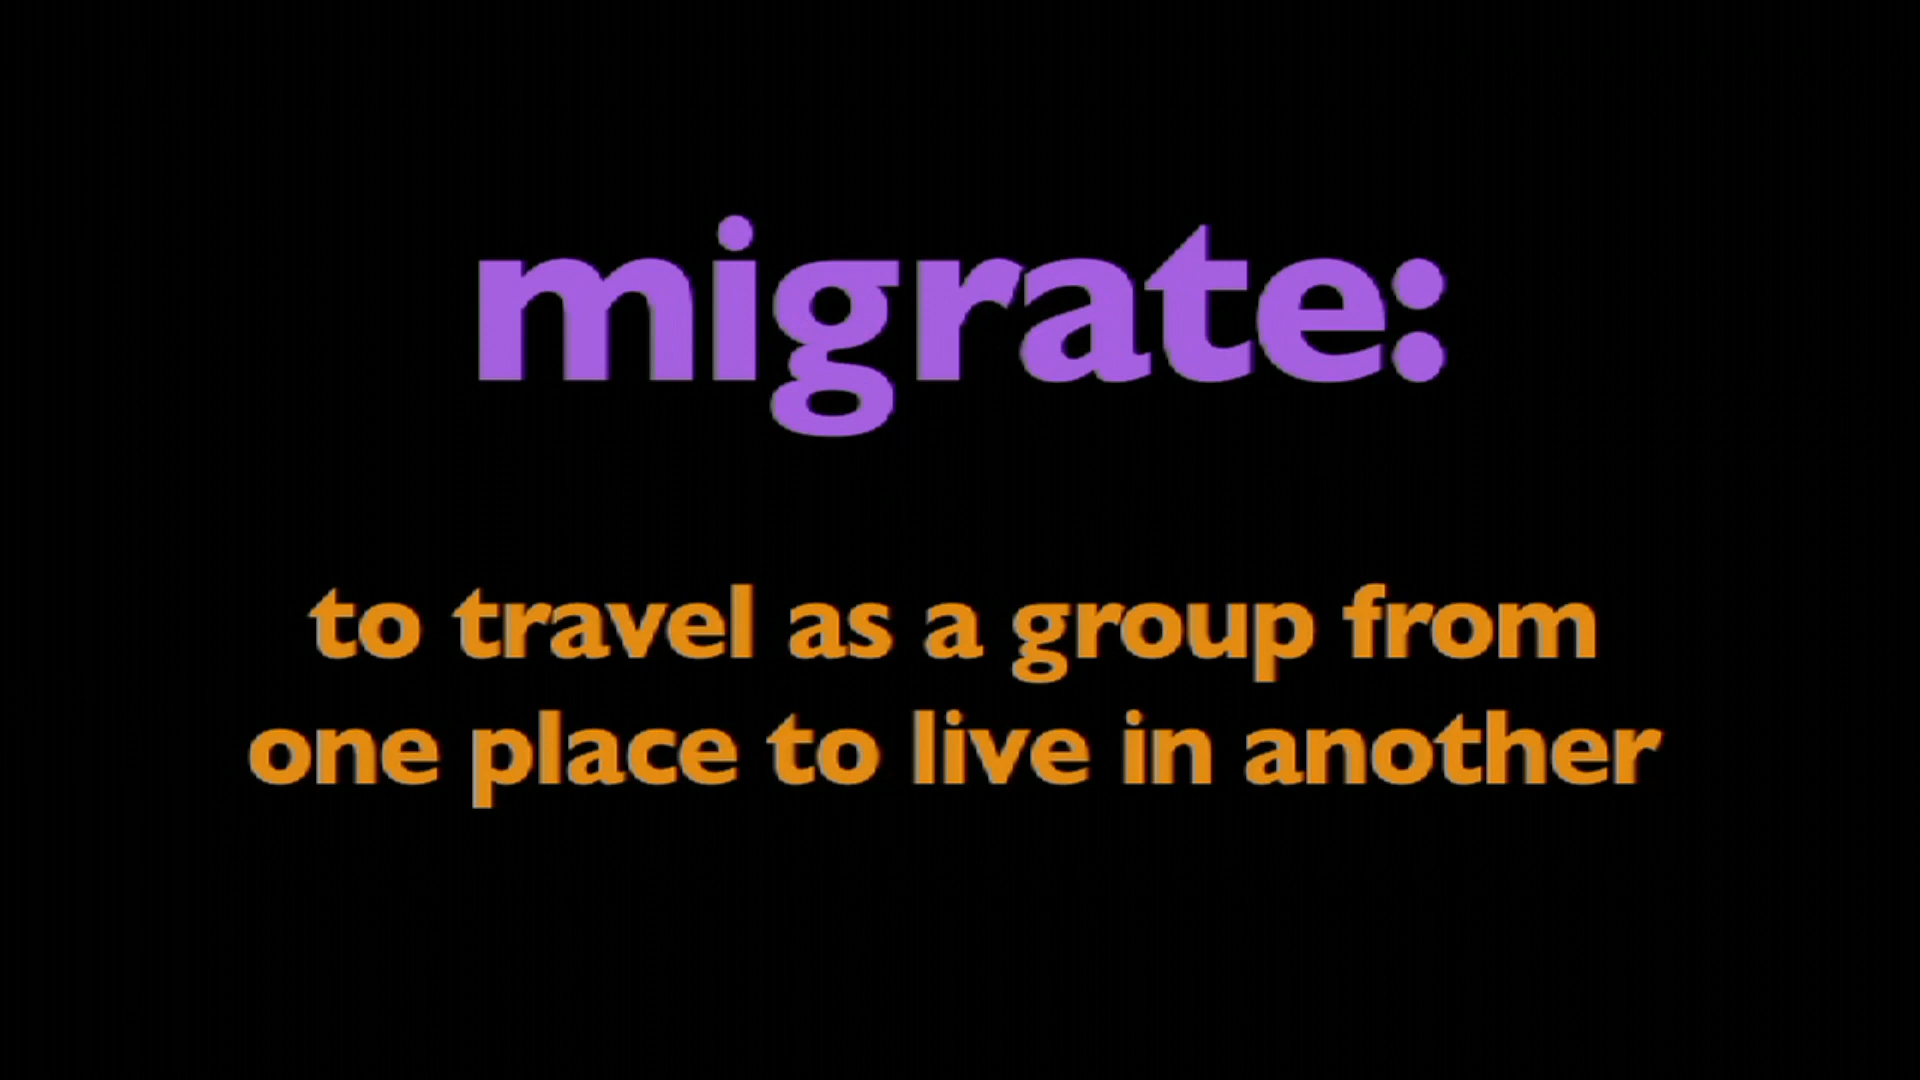 migrate:
to travel as a group from
one place to live in another